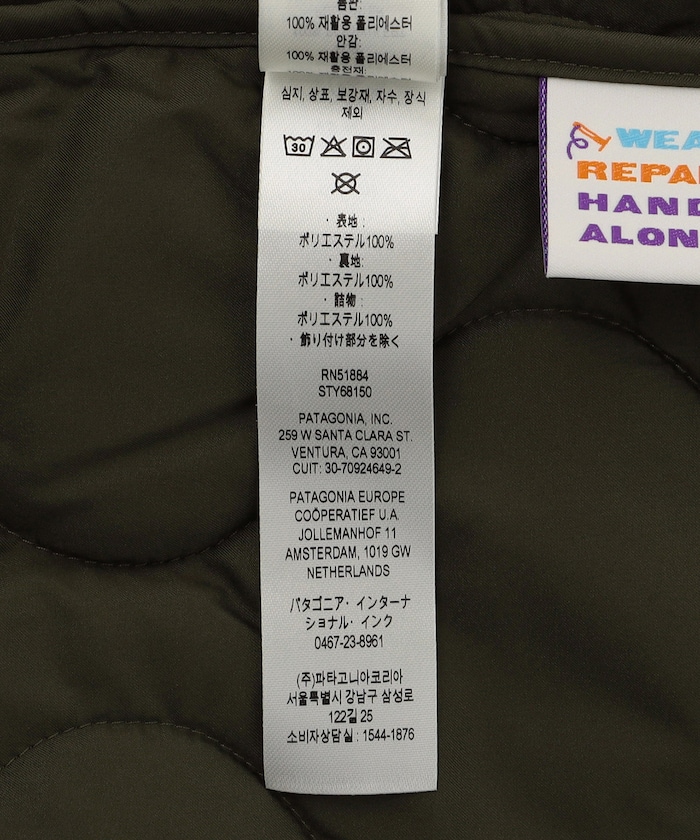 겉감:
100% 재활용 폴리에스터
안감:
100% 재활용 폴리에스터
충전재:
심지, 상표, 보강재, 자수, 장식
제외
30
· 表地 :
ポリエステル100%
· 裏地:
ポリエステル100%
· 詰物:
ポリエステル100%
· 飾り付け部分を除く
RN51884
STY68150
PATAGONIA, INC.
259 W SANTA CLARA ST.
VENTURA, CA 93001
CUIT: 30-70924649-2
PATAGONIA EUROPE
COÖPERATIEF U.A.
JOLLEMANHOF 11
AMSTERDAM, 1019 GW
NETHERLANDS
パタゴニア· インターナ
ショナル· インク
0467-23-8961
(주)파타고니아코리아
서울특별시 강남구 삼성로
122길 25
소비자상담실 : 1544-1876
WEA
REPA
HAND
ALON